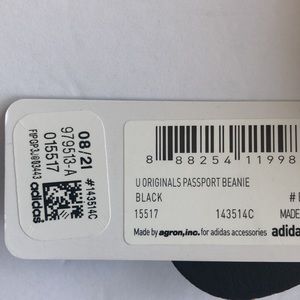 08/21 #143514C
979513-A
015517
adidas
8 88254 11998
U ORIGINALS PASSPORT BEANIE
BLACK #
15517 143514C MADE
Made by agron, inc. for adidas accessories adida